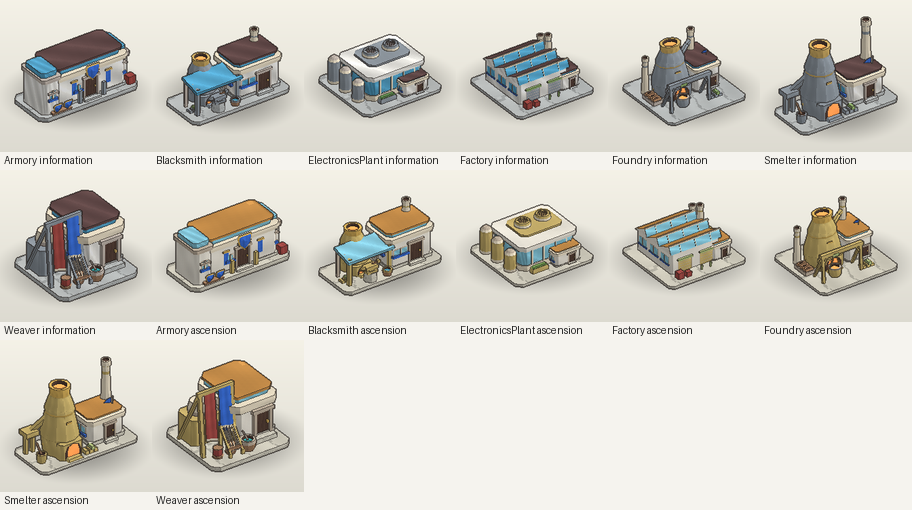 Armory information
Blacksmith information
ElectronicsPlant information
Factory information
Foundry information
Smelter information
Weaver information
Armory ascension
Blacksmith ascension
ElectronicsPlant ascension
Factory ascension
Foundry ascension
Smelter ascension
Weaver ascension